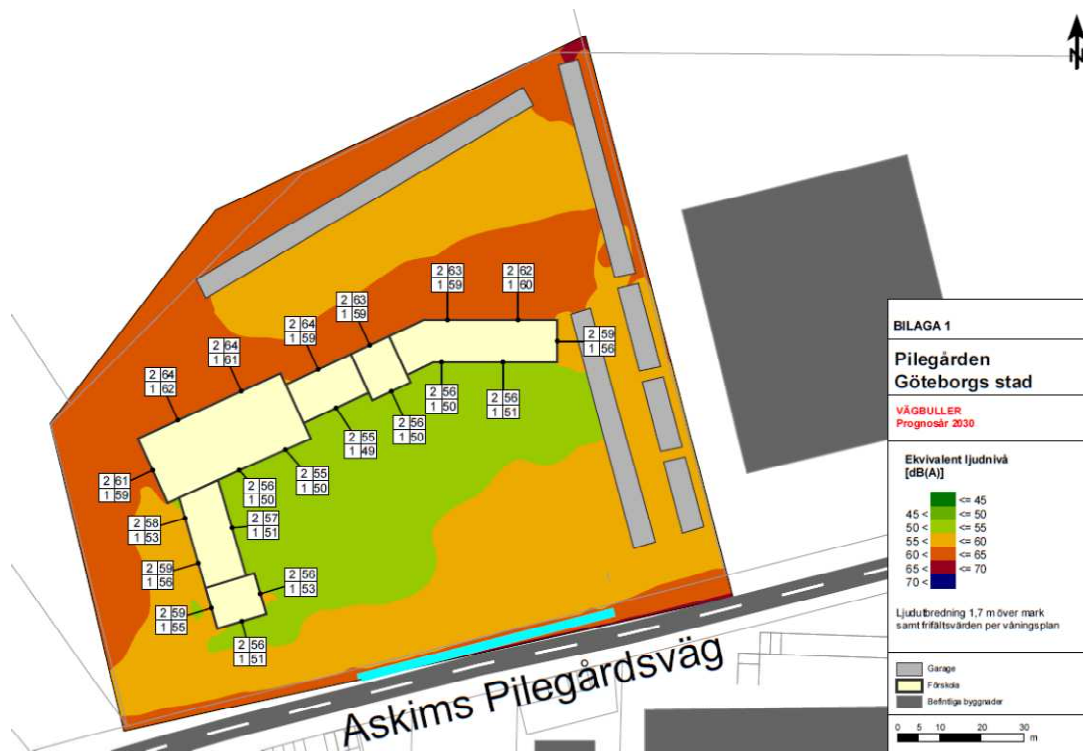 N
2 63
1 59
2 62
1 60
2 63
1 59
2 64
1 59
2 59
1 56
2 64
1 61
2 64
1 62
2 56
1 50
2 56
1 51
2 56
1 50
2 55
1 49
2 55
1 50
2 56
1 50
2 61
1 59
2 57
1 51
2 58
1 53
2 59
1 56
2 56
1 53
2 59
1 55
2 56
1 51
Askims Pilegårdsväg
BILAGA 1
Pilegården
Göteborgs stad
VÄGBULLER
Prognosår 2030
Ekvivalent ljudnivå
[dB(A)]
<= 45
45 < <= 50
50 < <= 55
55 < <= 60
60 < <= 65
65 < <= 70
70 <
Ljudutbredning 1,7 m över mark
samt frifältsvärden per våningsplan
Garage
Förskola
Befintliga byggnader
0 5 10 20 30
m